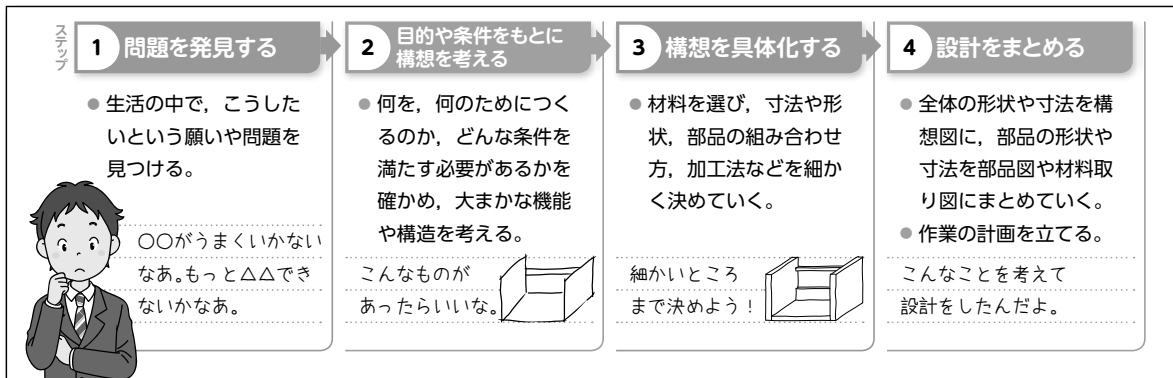 ステップ
1 問題を発見する
● 生活の中で，こうした
いという願いや問題を
見つける。
○○がうまくいかない
なあ。もっと△△でき
ないかなあ。
2 目的や条件をもとに
構想を考える
● 何を，何のためにつく
るのか，どんな条件を
満たす必要があるかを
確かめ，大まかな機能
や構造を考える。
こんなものが
あったらいいな。
3 構想を具体化する
● 材料を選び，寸法や形
状，部品の組み合わせ
方，加工法などを細か
く決めていく。
細かいところ
まで決めよう！
4 設計をまとめる
● 全体の形状や寸法を構
想図に，部品の形状や
寸法を部品図や材料取
り図にまとめていく。
● 作業の計画を立てる。
こんなことを考えて
設計をしたんだよ。